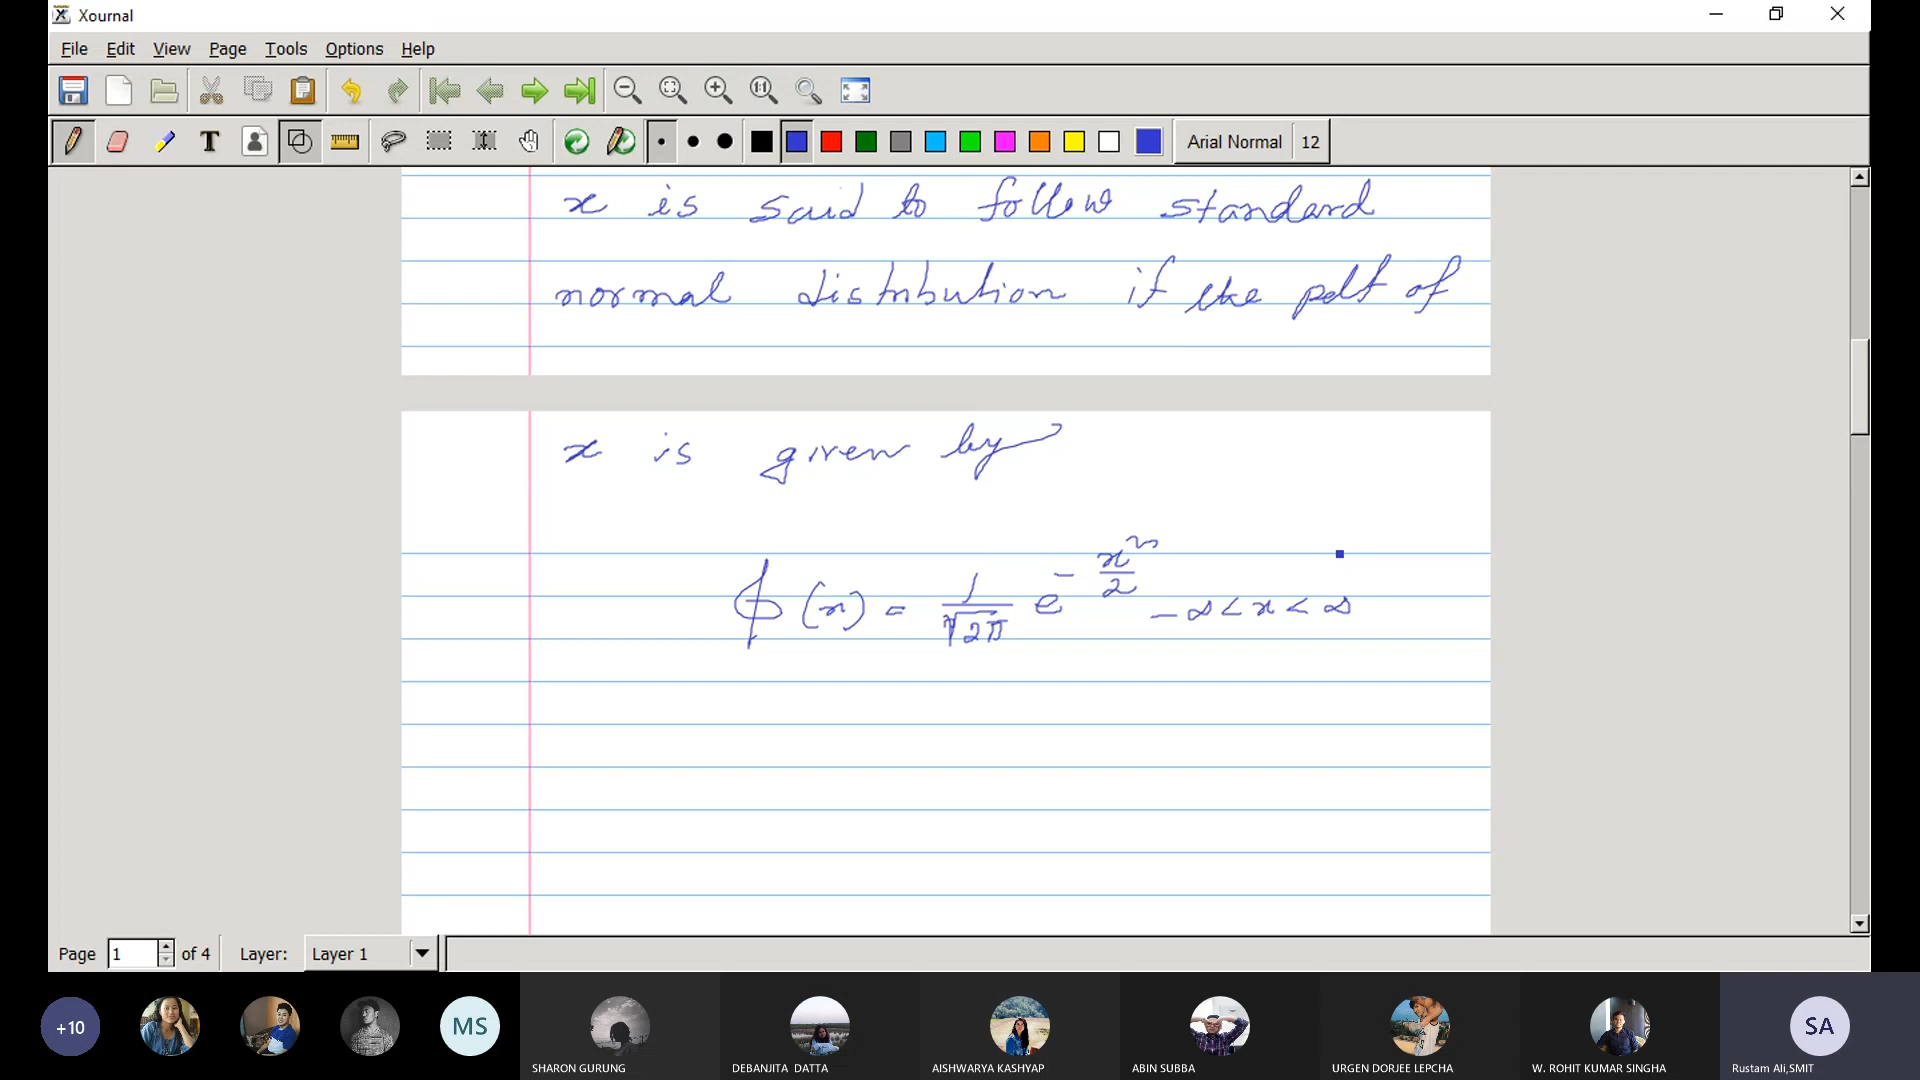 Xournal
File Edit View Page Tools Options Help
T Arial Normal 12
x is said to follow standard
normal distribution if the pdf of
x is given by
ϕ(x) = 1/√2π e^-x²/2 -∞<x<∞
Page 1 of 4 Layer: Layer 1
+10 MS SA
SHARON GURUNG DEBANJITA DATTA AISHWARYA KASHYAP ABIN SUBBA URGEN DORJEE LEPCHA W. ROHIT KUMAR SINGHA Rustam Ali,SMIT